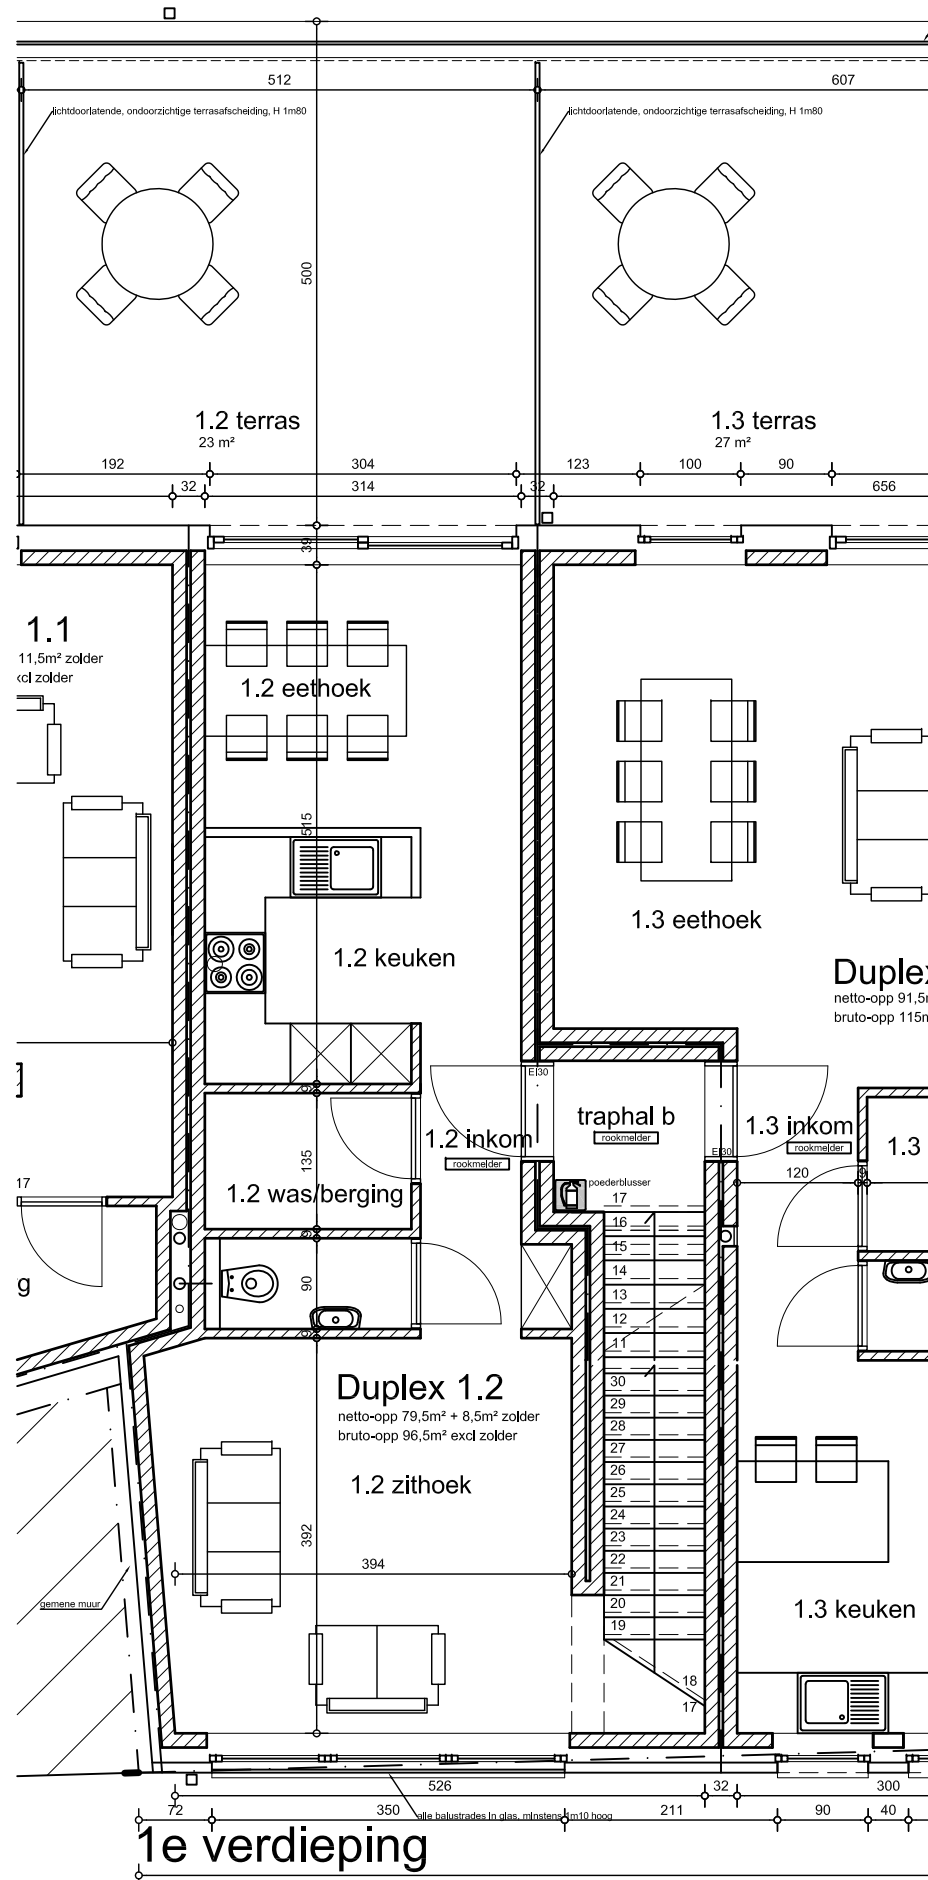 512
607
lichtdoorlatende, ondoorzichtige terrasafscheiding, H 1m80
lichtdoorlatende, ondoorzichtige terrasafscheiding, H 1m80
500
1.2 terras
23 m²
1.3 terras
27 m²
192
304
123
100
90
32
314
32
656
39
1.1
11,5m² zolder
xcl zolder
1.2 eethoek
515
1.3 eethoek
1.2 keuken
Duplex
netto-opp 91,5m
bruto-opp 115m
9
EI30
traphal b
rookmelder
1.2 inkom
rookmelder
1.3 inkom
rookmelder
1.3
EI30
135
120
9
17
1.2 was/berging
poederblusser
17
16
15
14
13
12
11
9
90
g
9
30
29
28
27
26
25
24
23
22
21
20
19
18
17
Duplex 1.2
netto-opp 79,5m² + 8,5m² zolder
bruto-opp 96,5m² excl zolder
1.2 zithoek
392
394
gemene muur
1.3 keuken
526
32
300
72
350
alle balustrades in glas, minstens 1m10 hoog
211
90
40
1e verdieping